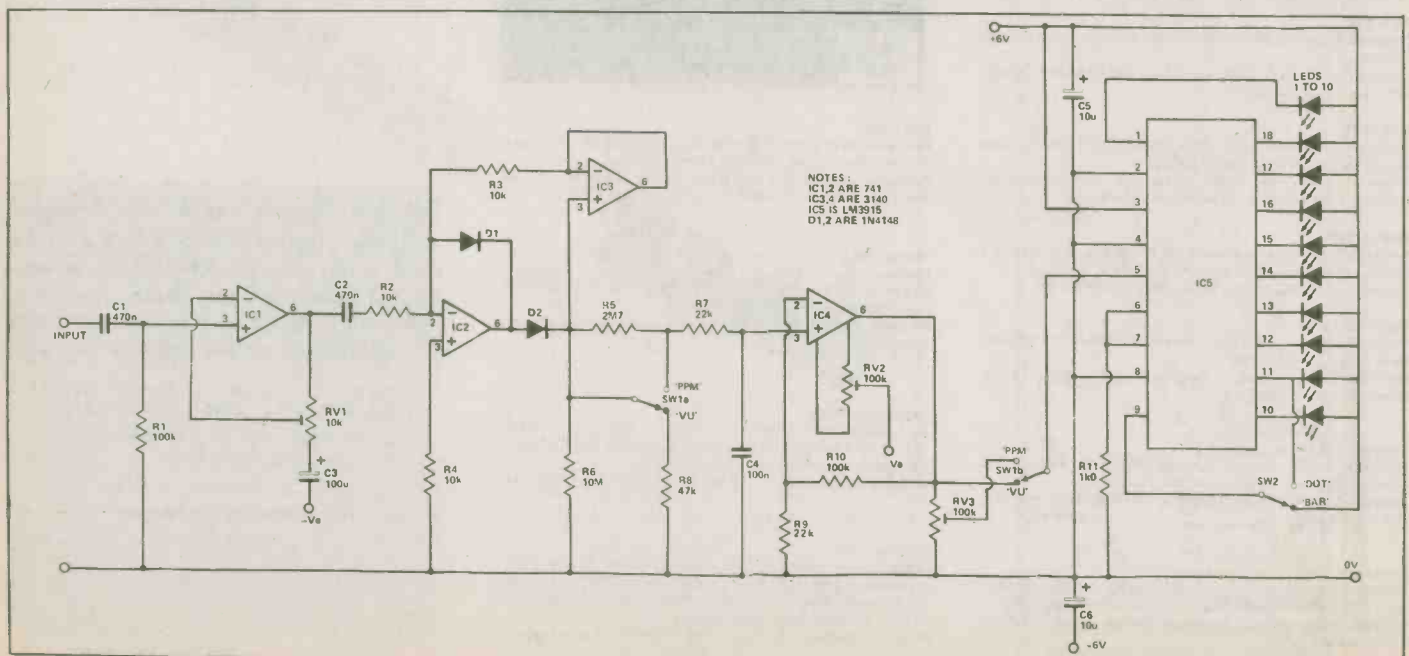 +6V
LEDS
1 TO 10
+
C5
10u
1
2
3
4
5
6
7
8
9
18
17
16
15
14
13
12
11
10
IC5
R3
10k
2
3
6
IC3
NOTES :
IC1,2 ARE 741
IC3,4 ARE 3140
IC5 IS LM3915
D1,2 ARE 1N4148
D1
C1
470n
INPUT
2
3
6
IC1
C2
470n
R2
10k
2
3
6
IC2
D2
R5
2M7
R7
22k
2
3
6
IC4
RV2
100k
'PPM'
SW1a
'VU'
R1
100k
RV1
10k
+
C3
100u
-Ve
R4
10k
R6
10M
R8
47k
C4
100n
R10
100k
Ve
R9
22k
RV3
100k
'PPM'
SW1b
'VU'
R11
1k0
SW2
'DOT'
'BAR'
0V
+
C6
10u
-6V